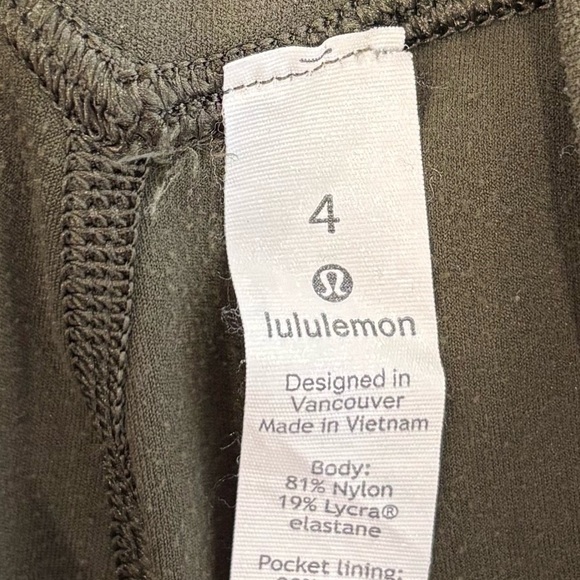 4
lululemon
Designed in
Vancouver
Made in Vietnam
Body:
81% Nylon
19% Lycra®
elastane
Pocket lining: